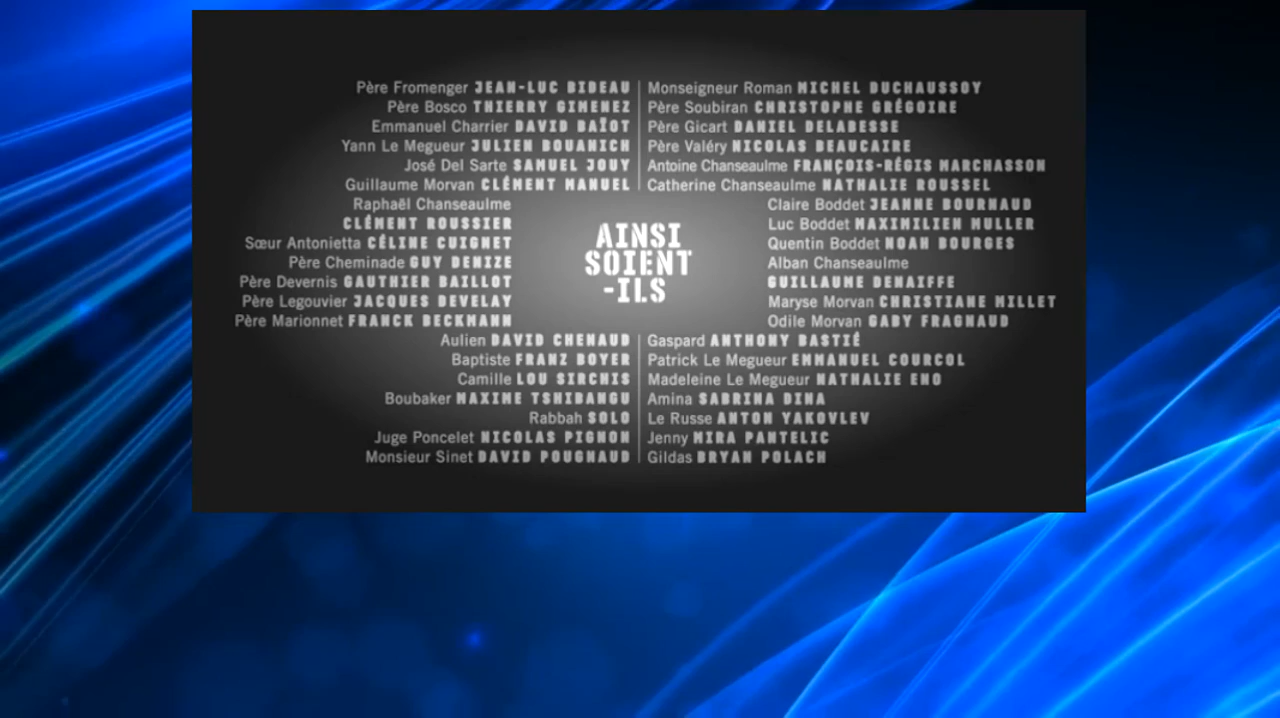 Père Fromenger JEAN-LUC BIDEAU
Père Bosco THIERRY GIMENEZ
Emmanuel Charrier DAVID BAÏOT
Yann Le Megueur JULIEN BOUANICH
José Del Sarte SAMUEL JOUY
Guillaume Morvan CLÉMENT MANUEL
Raphaël Chanseaulme
CLÉMENT ROUSSIER
Sœur Antonietta CÉLINE CUIGNET
Père Cheminade GUY DENIZE
Père Devernis GAUTHIER BAILLOT
Père Legouvier JACQUES DEVELAY
Père Marionnet FRANCK BECKMANN
Aulien DAVID CHENAUD
Baptiste FRANZ BOYER
Camille LOU SIRCHIS
Boubaker MAXIME TSHIBANGU
Rabbah SOLO
Juge Poncelet NICOLAS PIGNON
Monsieur Sinet DAVID POUGNAUD
AINSI
SOIENT
-ILS
Monseigneur Roman MICHEL DUCHAUSSOY
Père Soubiran CHRISTOPHE GRÉGOIRE
Père Gicart DANIEL DELABESSE
Père Valéry NICOLAS BEAUCAIRE
Antoine Chanseaulme FRANÇOIS-RÉGIS MARCHASSON
Catherine Chanseaulme NATHALIE ROUSSEL
Claire Boddet JEANNE BOURNAUD
Luc Boddet MAXIMILIEN MULLER
Quentin Boddet NOAH BOURGES
Alban Chanseaulme
GUILLAUME DENAIFFE
Maryse Morvan CHRISTIANE MILLET
Odile Morvan GABY FRAGNAUD
Gaspard ANTHONY BASTIÉ
Patrick Le Megueur EMMANUEL COURCOL
Madeleine Le Megueur NATHALIE ENO
Amina SABRINA DINA
Le Russe ANTON YAKOVLEV
Jenny MIRA PANTELIC
Gildas BRYAN POLACH